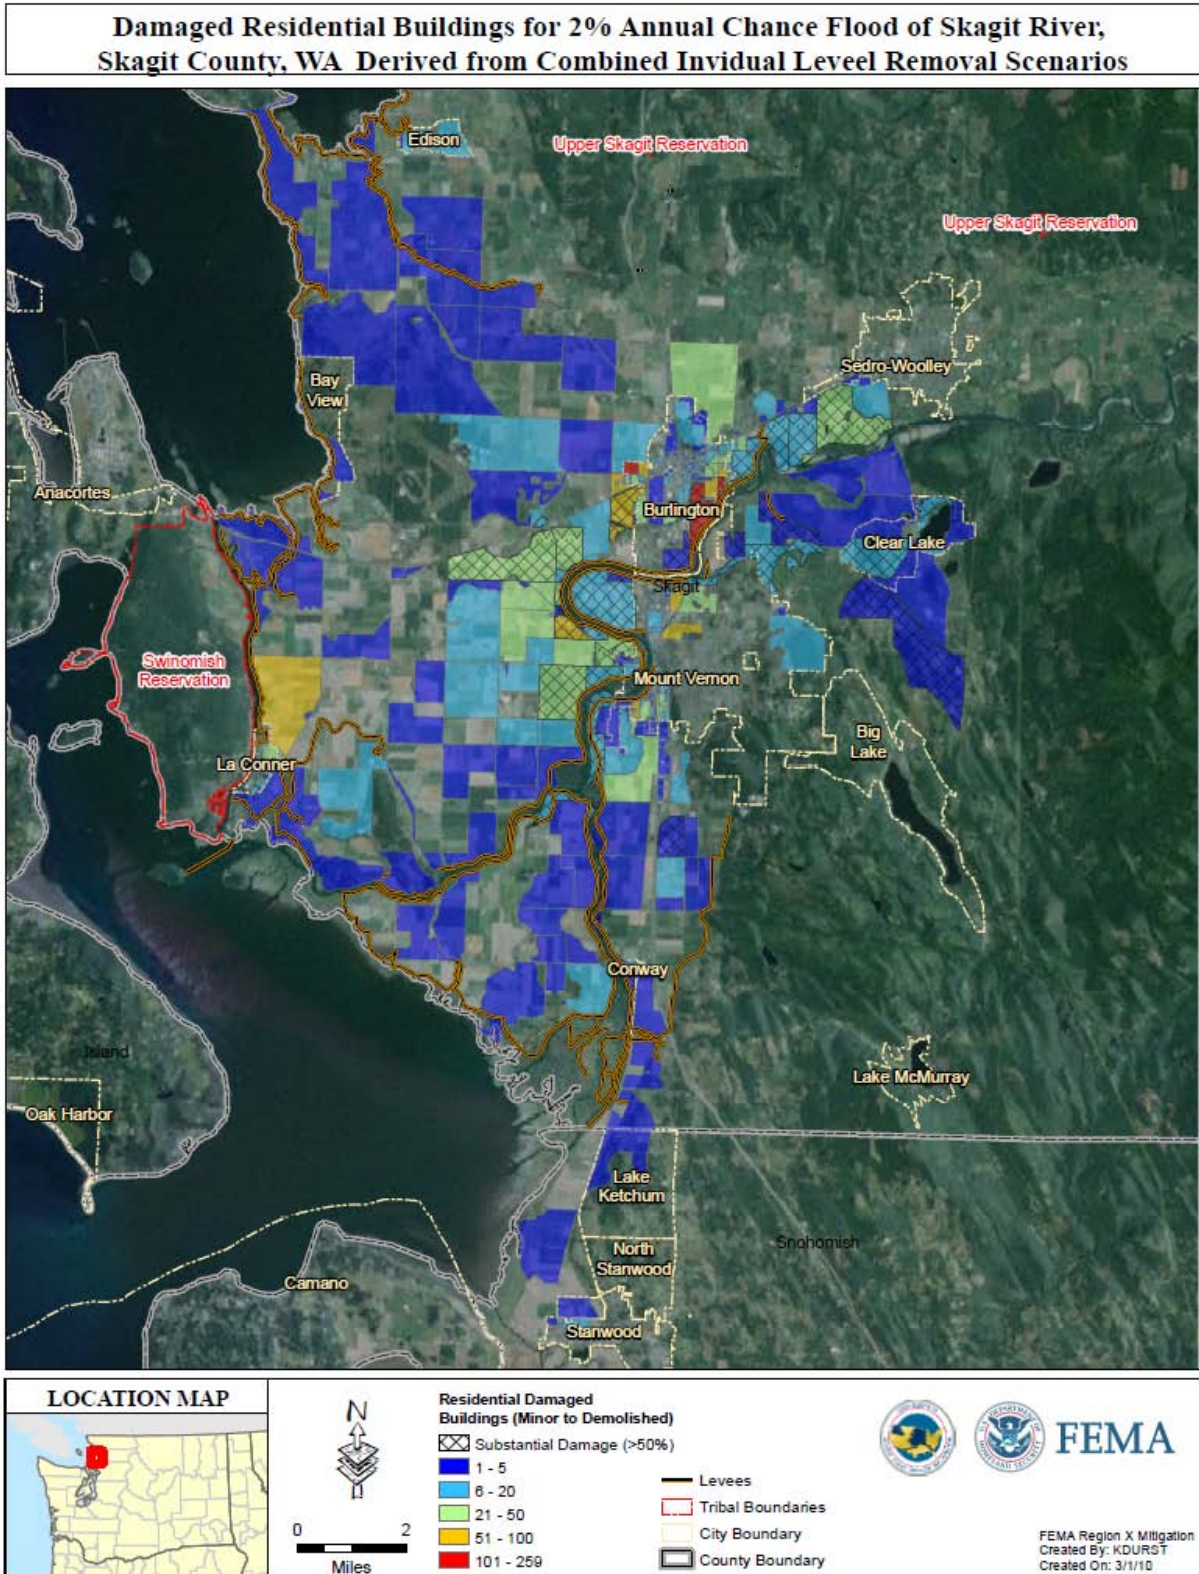 Damaged Residential Buildings for 2% Annual Chance Flood of Skagit River,
Skagit County, WA Derived from Combined Invidual Leveel Removal Scenarios
Edison
Upper Skagit Reservation
Upper Skagit Reservation
Sedro-Woolley
Bay
View
Anacortes
Burlington
Clear Lake
Skagit
Swinomish
Reservation
Mount Vernon
Big
Lake
La Conner
Conway
Island
Lake McMurray
Oak Harbor
Lake
Ketchum
North
Stanwood
Snohomish
Camano
Stanwood
LOCATION MAP
N
0 2
Miles
Residential Damaged
Buildings (Minor to Demolished)
Substantial Damage (>50%)
1 - 5
6 - 20
21 - 50
51 - 100
101 - 259
Levees
Tribal Boundaries
City Boundary
County Boundary
FEMA
FEMA Region X Mitigation
Created By: KDURST
Created On: 3/1/10